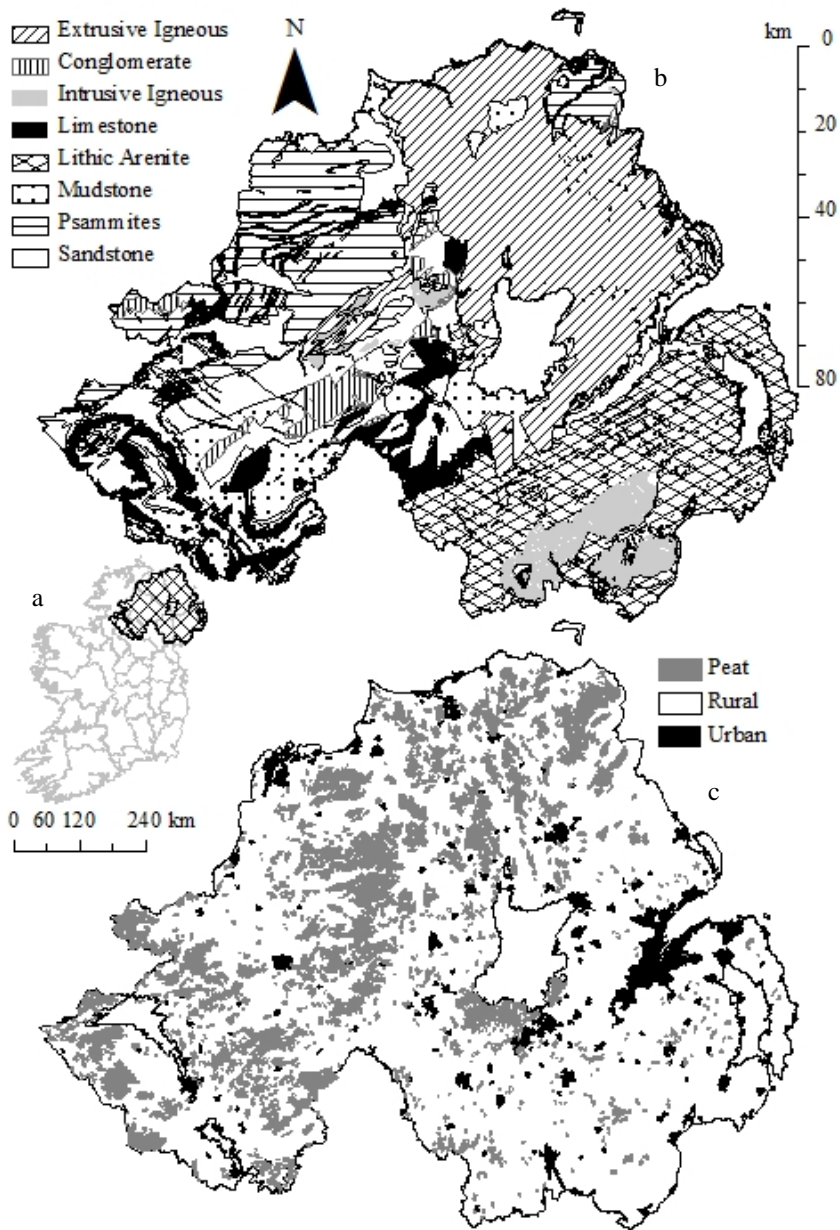 Extrusive Igneous
Conglomerate
Intrusive Igneous
Limestone
Lithic Arenite
Mudstone
Psammites
Sandstone
N
km
0
20
40
80
b
a
0 60 120 240 km
Peat
Rural
Urban
c